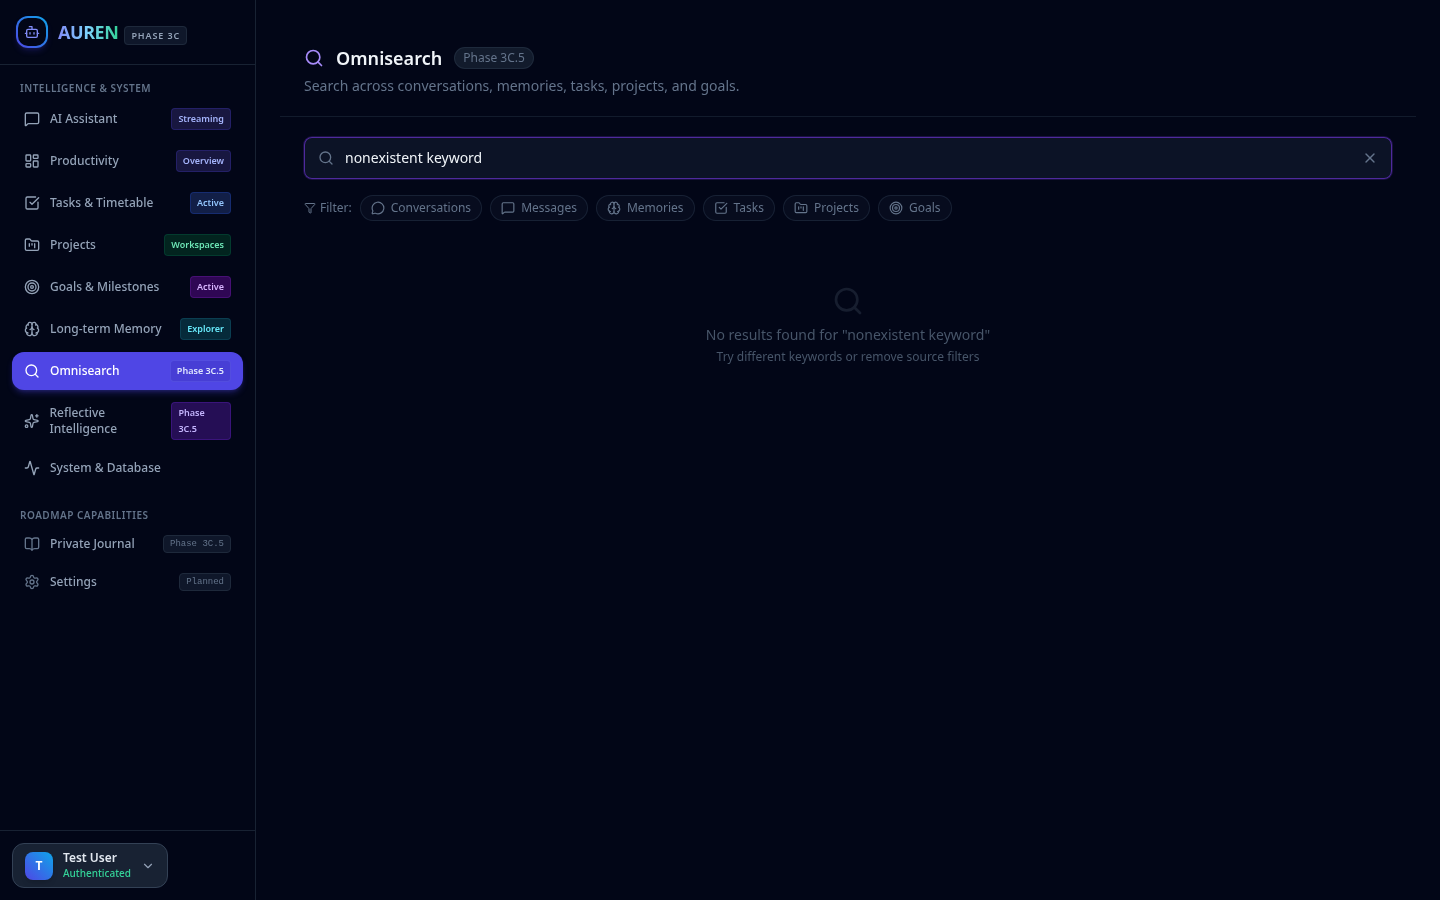 AUREN PHASE 3C
INTELLIGENCE & SYSTEM
AI Assistant Streaming
Productivity Overview
Tasks & Timetable Active
Projects Workspaces
Goals & Milestones Active
Long-term Memory Explorer
Omnisearch Phase 3C.5
Reflective Intelligence Phase 3C.5
System & Database
ROADMAP CAPABILITIES
Private Journal Phase 3C.5
Settings Planned
T Test User
Authenticated
Omnisearch Phase 3C.5
Search across conversations, memories, tasks, projects, and goals.
nonexistent keyword
Filter: Conversations Messages Memories Tasks Projects Goals
No results found for "nonexistent keyword"
Try different keywords or remove source filters